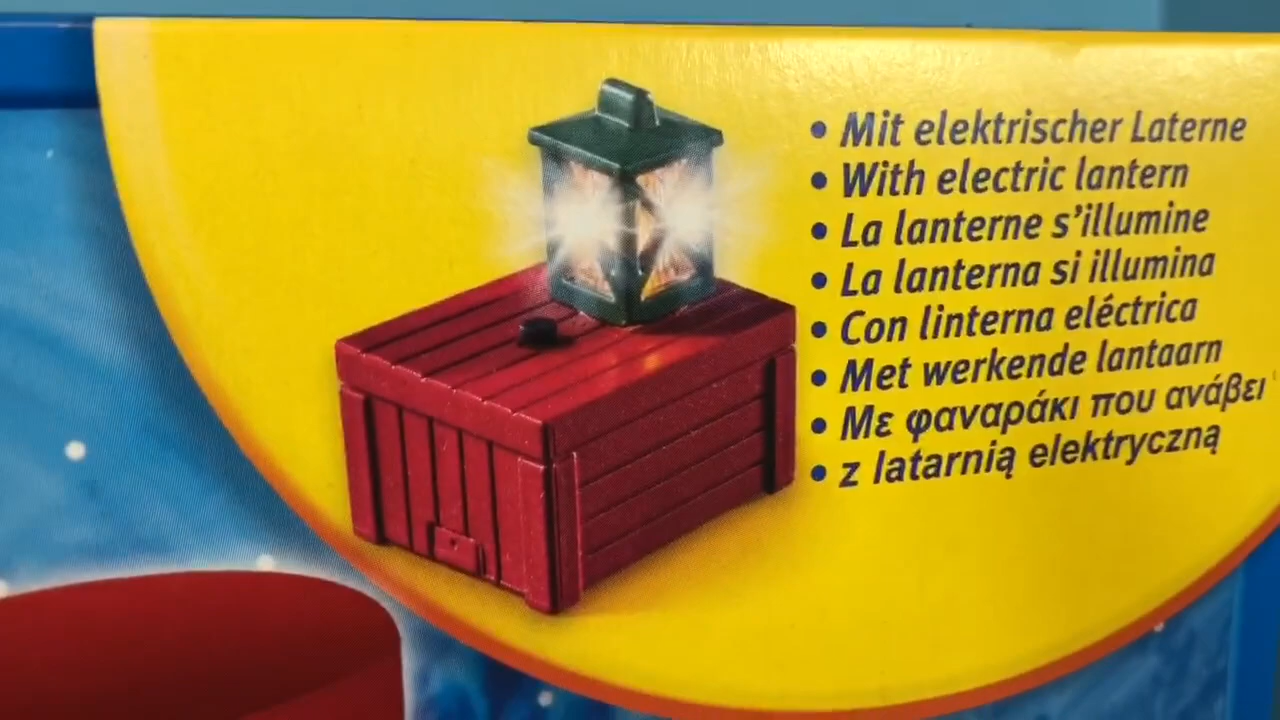 • Mit elektrischer Laterne
• With electric lantern
• La lanterne s'illumine
• La lanterna si illumina
• Con linterna eléctrica
• Met werkende lantaarn
• Με φαναράκι που ανάβει
• z latarnią elektryczną